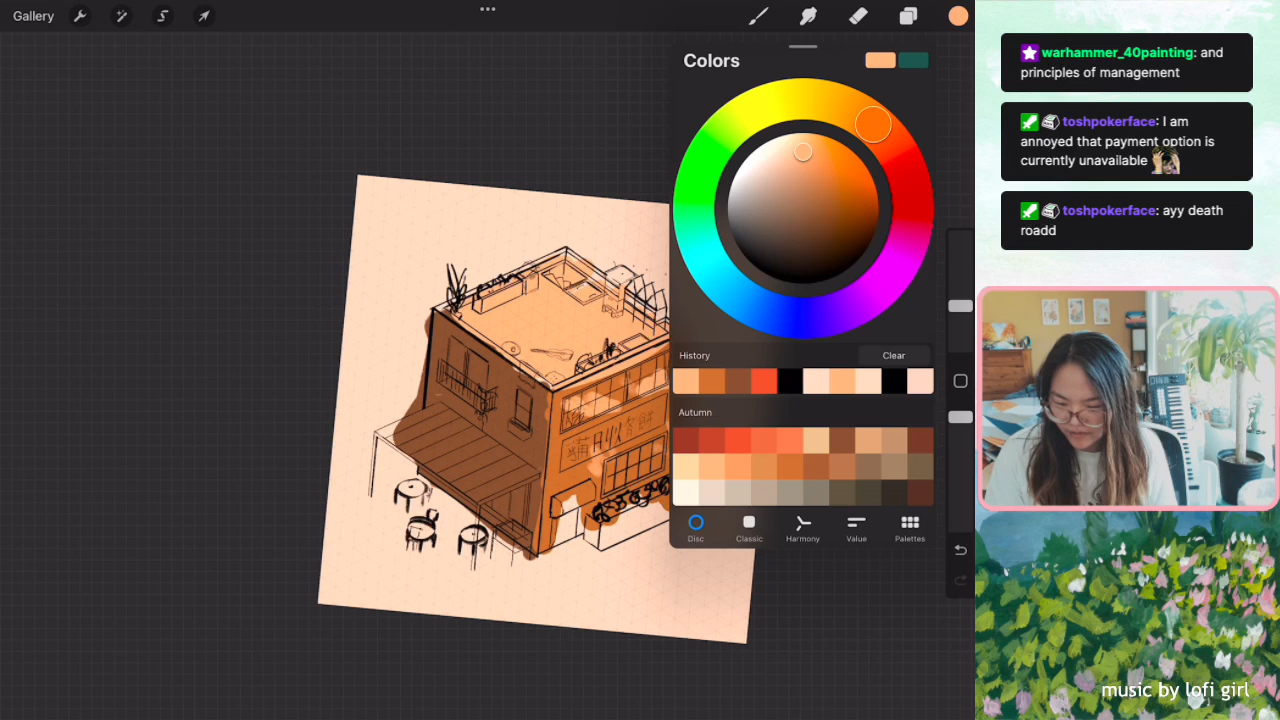 Gallery
Colors
History
Clear
Autumn
Disc
Classic
Harmony
Value
Palettes
warhammer_40painting: and
principles of management
toshpokerface: I am
annoyed that payment option is
currently unavailable
toshpokerface: ayy death
roadd
music by lofi girl